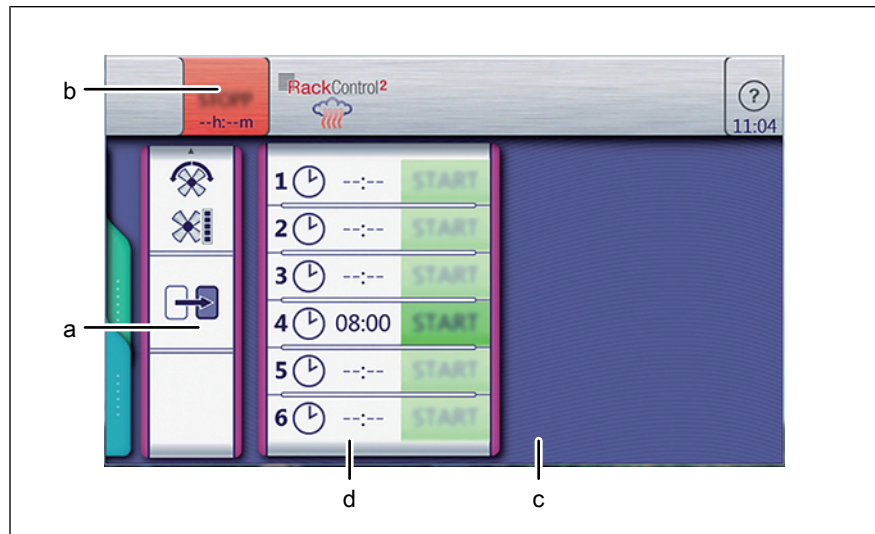 b
STOPP
--h:--m
RackControl²
?
11:04
1 --:-- START
2 --:-- START
3 --:-- START
a
4 08:00 START
5 --:-- START
6 --:-- START
d
c